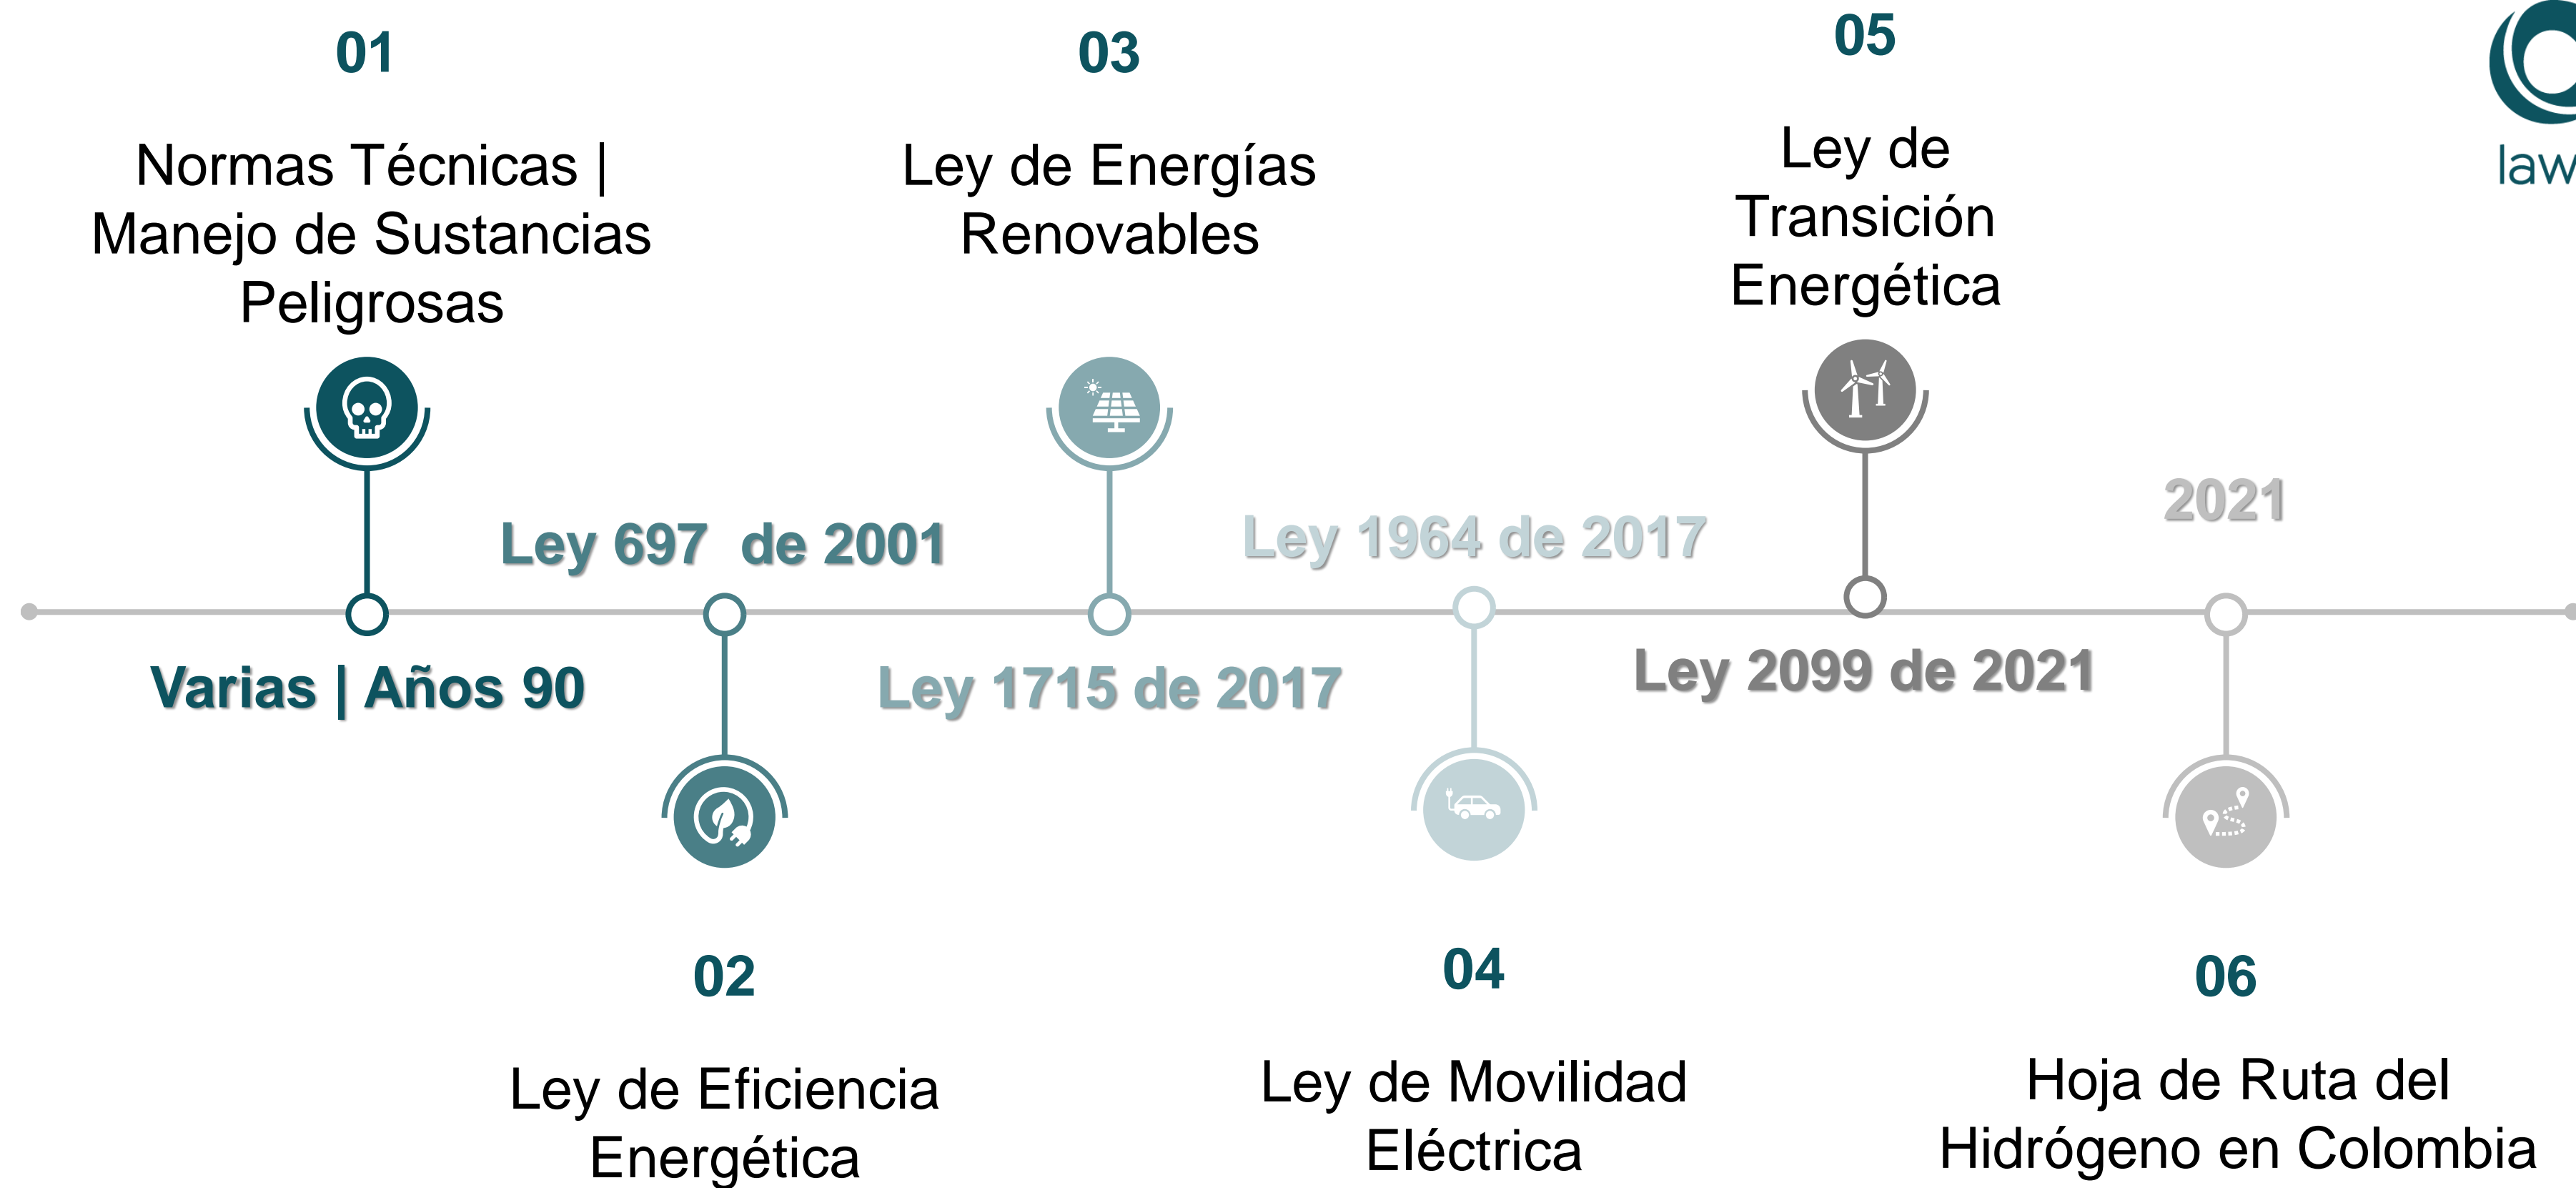 01
Normas Técnicas |
Manejo de Sustancias
Peligrosas
Varias | Años 90
Ley 697 de 2001
02
Ley de Eficiencia
Energética
03
Ley de Energías
Renovables
Ley 1715 de 2017
Ley 1964 de 2017
04
Ley de Movilidad
Eléctrica
05
Ley de
Transición
Energética
Ley 2099 de 2021
2021
06
Hoja de Ruta del
Hidrógeno en Colombia